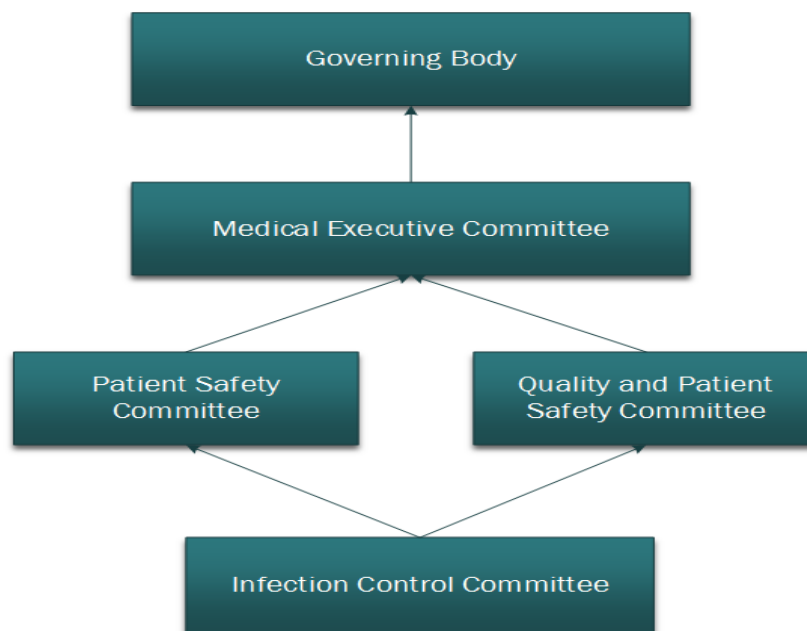 Governing Body
Medical Executive Committee
Patient Safety
Committee
Quality and Patient
Safety Committee
Infection Control Committee